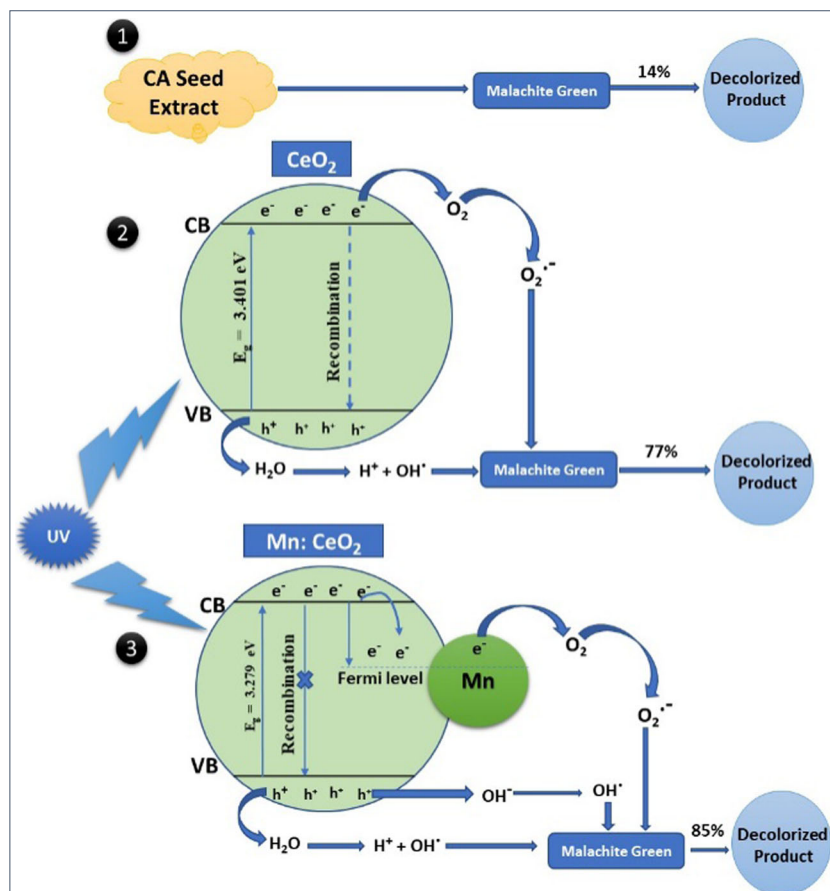 1
CA Seed
Extract
Malachite Green
14%
Decolorized
Product
CeO₂
2
CB
e⁻ e⁻ e⁻ e⁻
O₂
O₂·⁻
E_g = 3.401 eV
Recombination
VB
h⁺ h⁺ h⁺ h⁺
H₂O
H⁺ + OH·
Malachite Green
77%
Decolorized
Product
UV
Mn: CeO₂
3
CB
e⁻ e⁻ e⁻ e⁻
e⁻ e⁻
e⁻
O₂
E_g = 3.279 eV
Recombination
Fermi level
Mn
O₂·⁻
VB
h⁺ h⁺ h⁺ h⁺
OH⁻
OH·
H₂O
H⁺ + OH·
Malachite Green
85%
Decolorized
Product